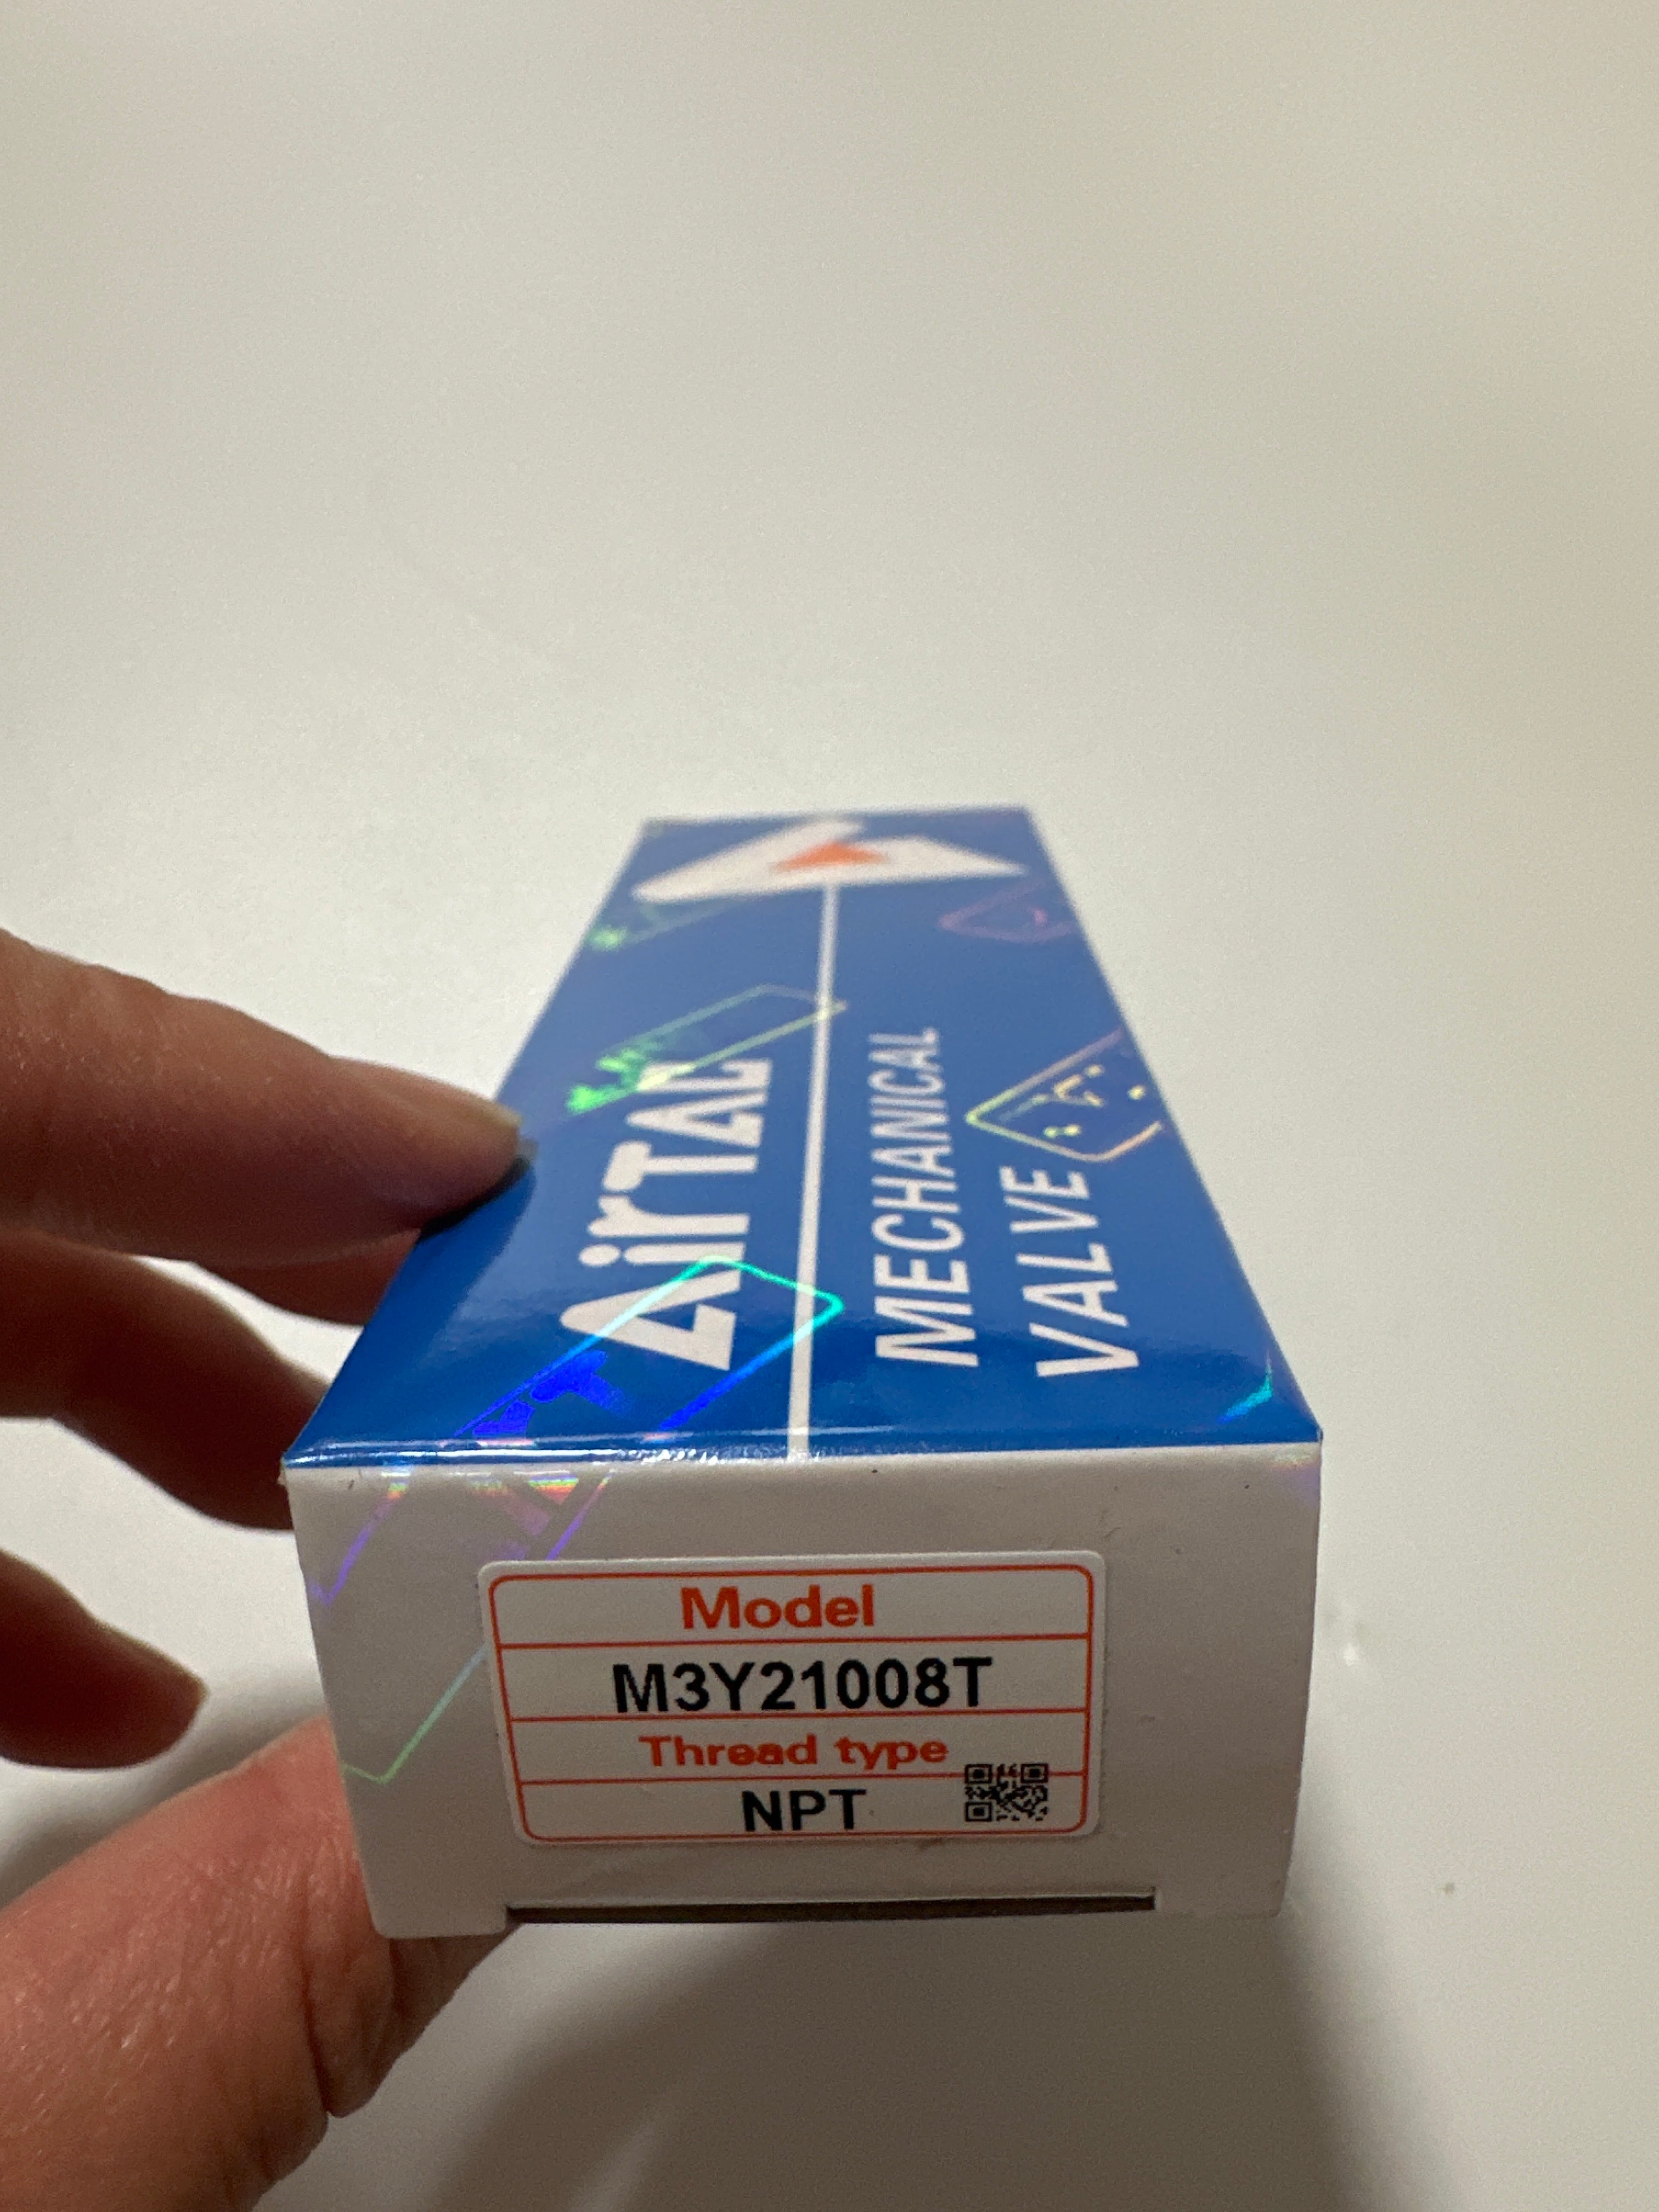 AirTAC
MECHANICAL
VALVE
Model
M3Y21008T
Thread type
NPT